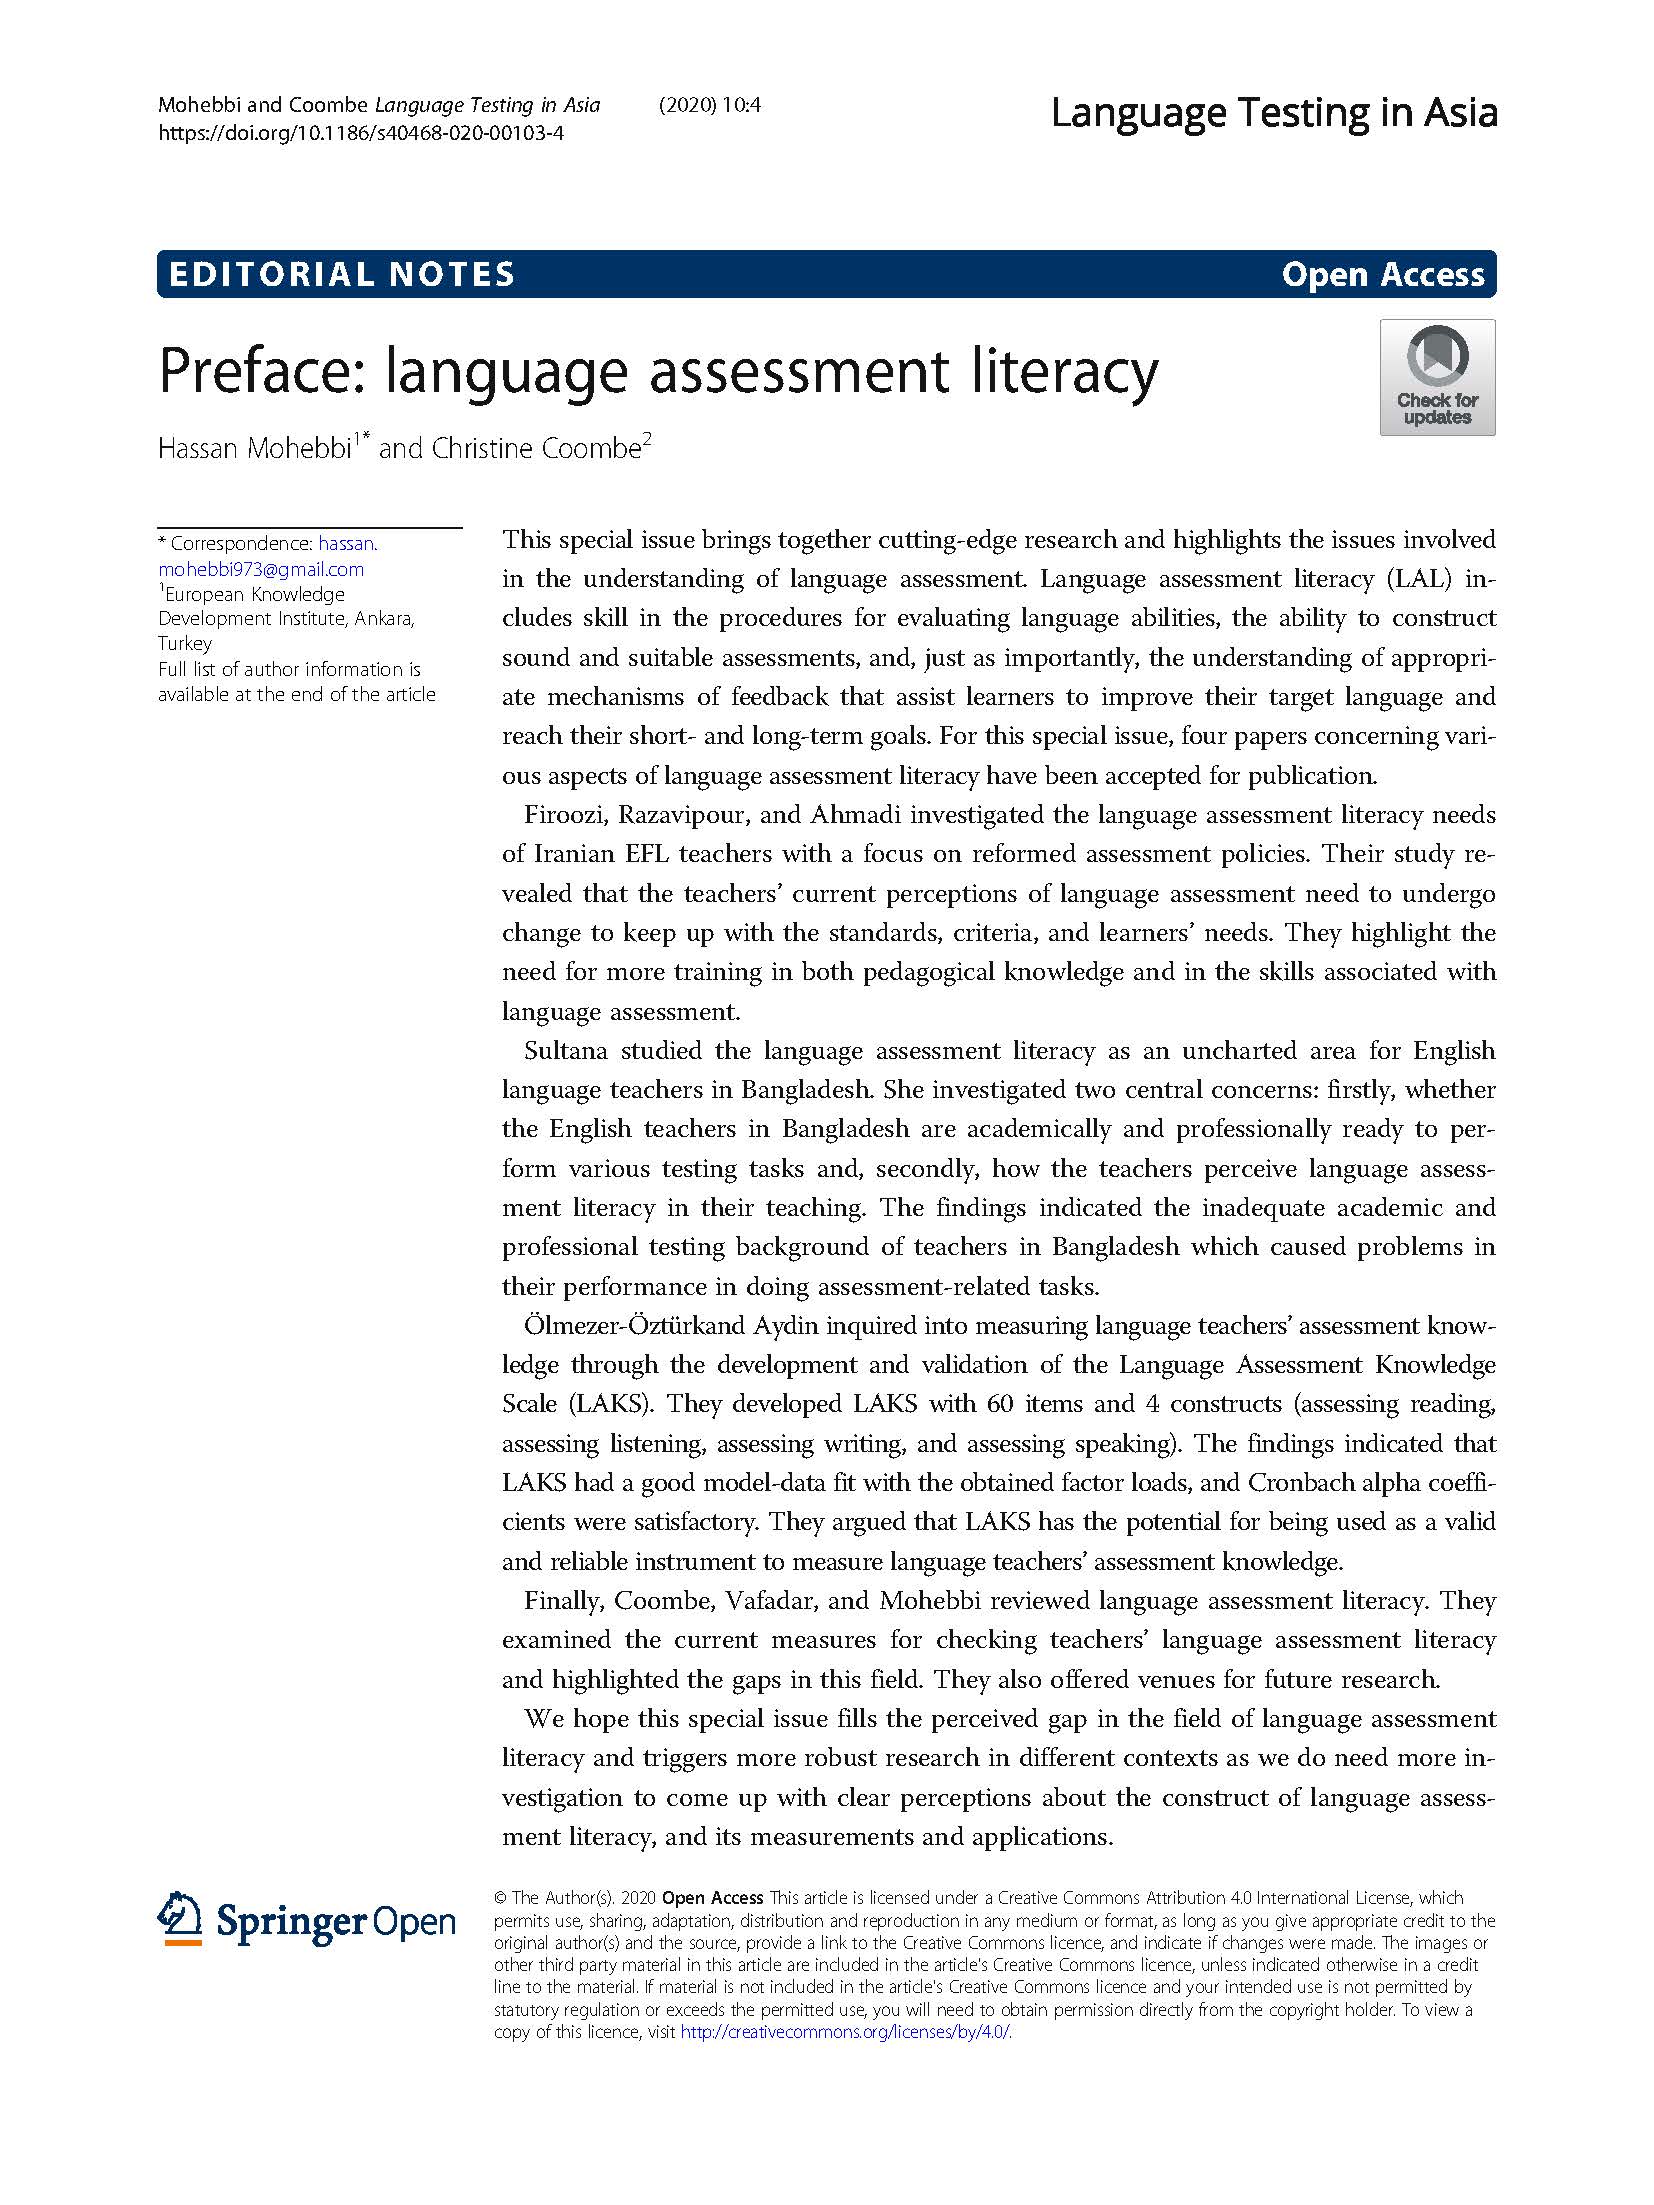 Mohebbi and Coombe Language Testing in Asia (2020) 10:4
https://doi.org/10.1186/s40468-020-00103-4
Language Testing in Asia
EDITORIAL NOTES
Open Access
Preface: language assessment literacy
Check for
updates
Hassan Mohebbi1* and Christine Coombe2
* Correspondence: hassan.
mohebbi973@gmail.com
1European Knowledge
Development Institute, Ankara,
Turkey
Full list of author information is
available at the end of the article
This special issue brings together cutting-edge research and highlights the issues involved
in the understanding of language assessment. Language assessment literacy (LAL) in-
cludes skill in the procedures for evaluating language abilities, the ability to construct
sound and suitable assessments, and, just as importantly, the understanding of appropri-
ate mechanisms of feedback that assist learners to improve their target language and
reach their short- and long-term goals. For this special issue, four papers concerning vari-
ous aspects of language assessment literacy have been accepted for publication.
Firoozi, Razavipour, and Ahmadi investigated the language assessment literacy needs
of Iranian EFL teachers with a focus on reformed assessment policies. Their study re-
vealed that the teachers’ current perceptions of language assessment need to undergo
change to keep up with the standards, criteria, and learners’ needs. They highlight the
need for more training in both pedagogical knowledge and in the skills associated with
language assessment.
Sultana studied the language assessment literacy as an uncharted area for English
language teachers in Bangladesh. She investigated two central concerns: firstly, whether
the English teachers in Bangladesh are academically and professionally ready to per-
form various testing tasks and, secondly, how the teachers perceive language assess-
ment literacy in their teaching. The findings indicated the inadequate academic and
professional testing background of teachers in Bangladesh which caused problems in
their performance in doing assessment-related tasks.
Ölmezer-Öztürkand Aydin inquired into measuring language teachers’ assessment know-
ledge through the development and validation of the Language Assessment Knowledge
Scale (LAKS). They developed LAKS with 60 items and 4 constructs (assessing reading,
assessing listening, assessing writing, and assessing speaking). The findings indicated that
LAKS had a good model-data fit with the obtained factor loads, and Cronbach alpha coeffi-
cients were satisfactory. They argued that LAKS has the potential for being used as a valid
and reliable instrument to measure language teachers’ assessment knowledge.
Finally, Coombe, Vafadar, and Mohebbi reviewed language assessment literacy. They
examined the current measures for checking teachers’ language assessment literacy
and highlighted the gaps in this field. They also offered venues for future research.
We hope this special issue fills the perceived gap in the field of language assessment
literacy and triggers more robust research in different contexts as we do need more in-
vestigation to come up with clear perceptions about the construct of language assess-
ment literacy, and its measurements and applications.
Springer Open
© The Author(s). 2020 Open Access This article is licensed under a Creative Commons Attribution 4.0 International License, which
permits use, sharing, adaptation, distribution and reproduction in any medium or format, as long as you give appropriate credit to the
original author(s) and the source, provide a link to the Creative Commons licence, and indicate if changes were made. The images or
other third party material in this article are included in the article's Creative Commons licence, unless indicated otherwise in a credit
line to the material. If material is not included in the article's Creative Commons licence and your intended use is not permitted by
statutory regulation or exceeds the permitted use, you will need to obtain permission directly from the copyright holder. To view a
copy of this licence, visit http://creativecommons.org/licenses/by/4.0/.